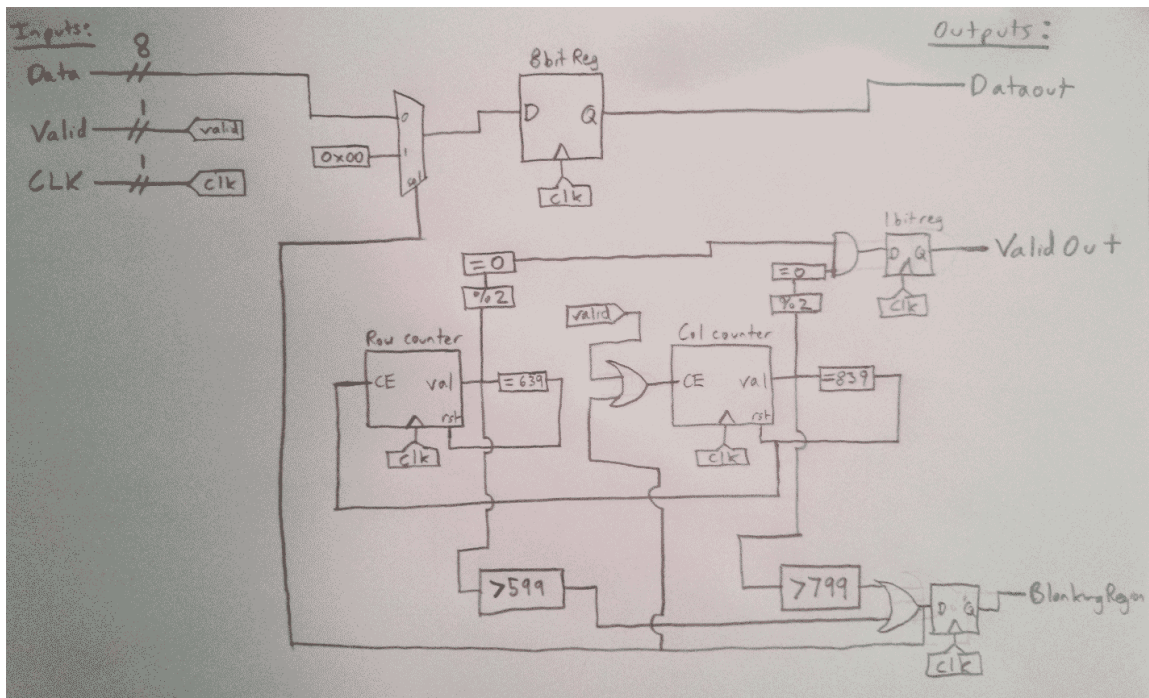 Inputs:
Outputs:
8
Data
8bit Reg
Dataout
D
Q
0
1
1
Valid
valid
0x00
sel
1
CLK
clk
clk
1bitreg
D
Q
Valid Out
clk
=0
%2
=0
%2
valid
Row counter
Col counter
CE
val
rst
clk
=639
CE
val
rst
clk
=839
>599
>799
D
Q
clk
BlankingRegion